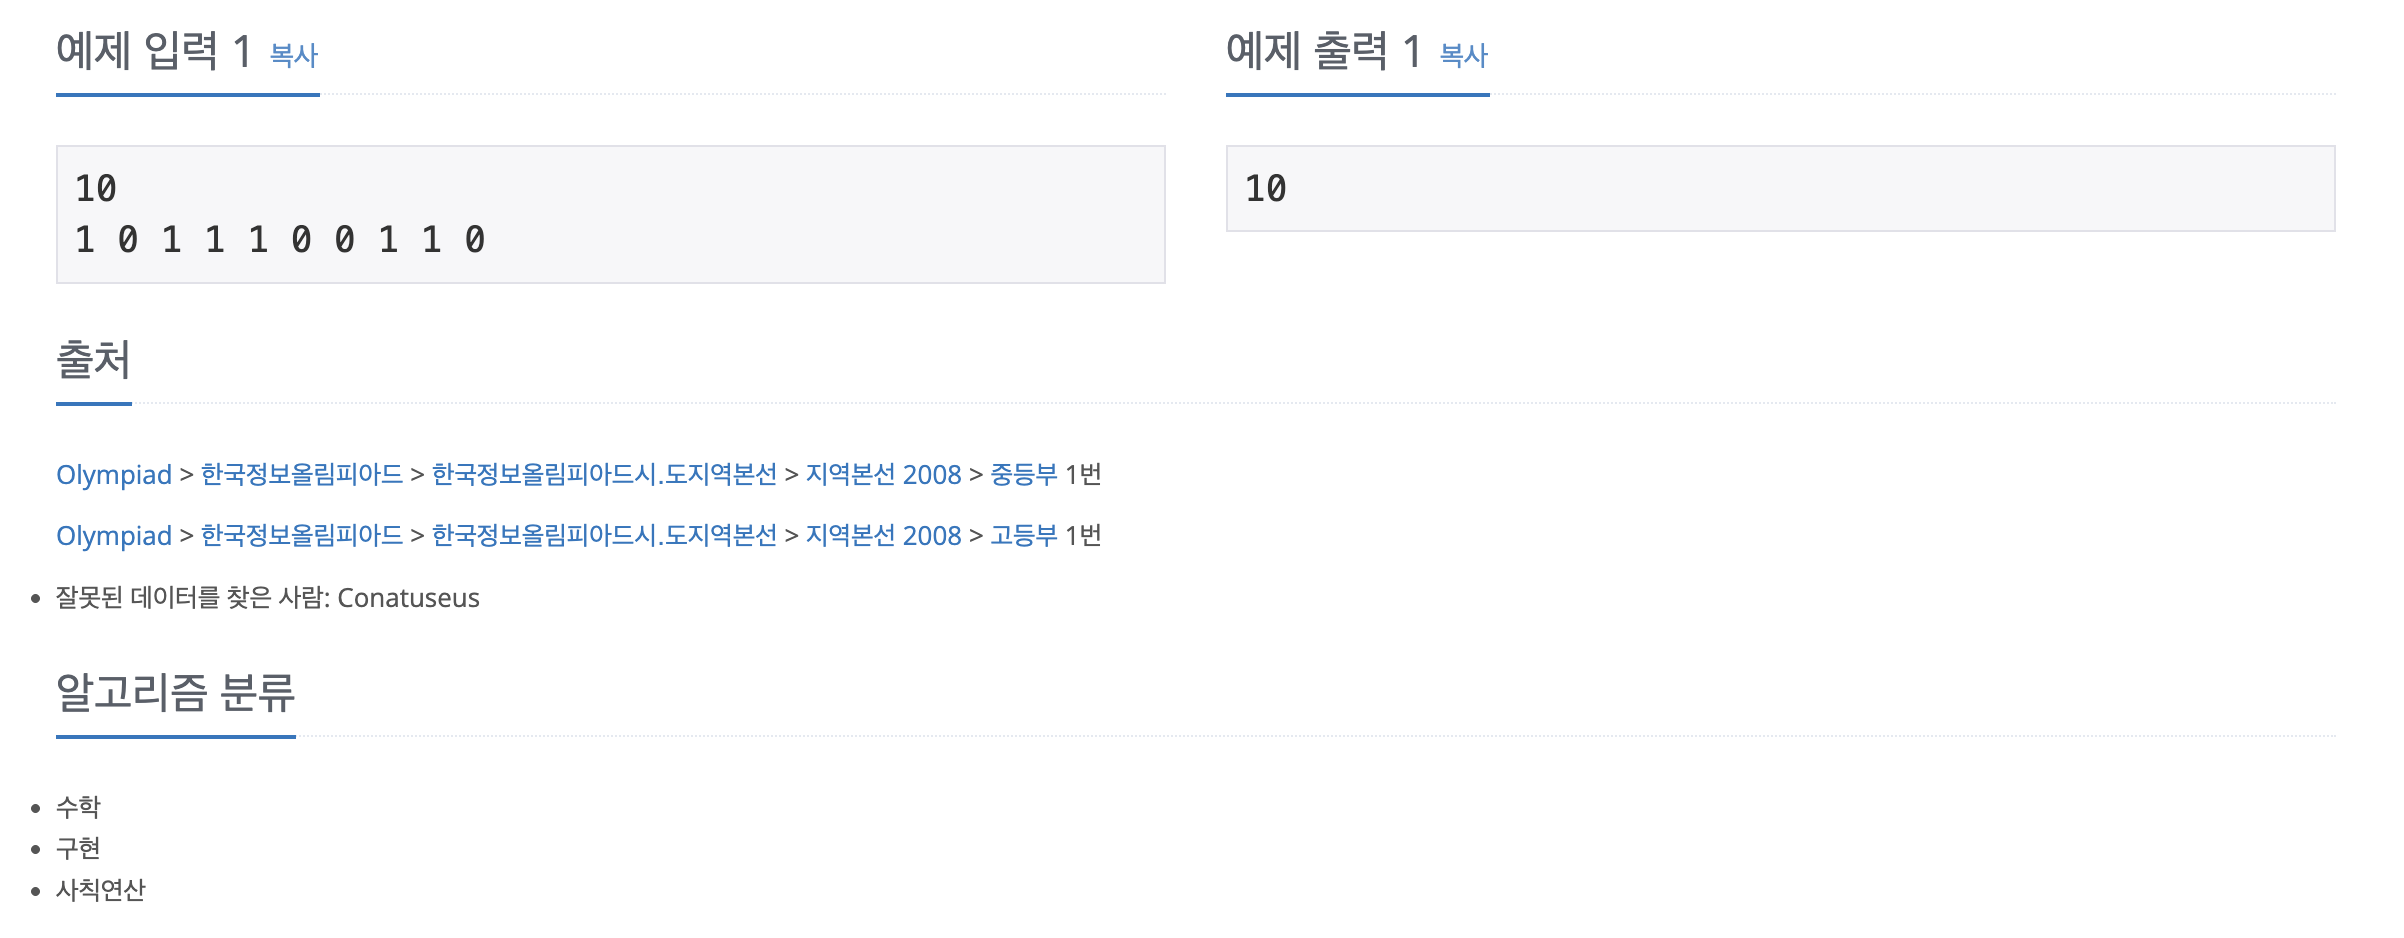 예제 입력 1 복사
10
1 0 1 1 1 0 0 1 1 0
예제 출력 1 복사
10
출처
Olympiad > 한국정보올림피아드 > 한국정보올림피아드시.도지역본선 > 지역본선 2008 > 중등부 1번
Olympiad > 한국정보올림피아드 > 한국정보올림피아드시.도지역본선 > 지역본선 2008 > 고등부 1번
• 잘못된 데이터를 찾은 사람: Conatuseus
알고리즘 분류
• 수학
• 구현
• 사칙연산